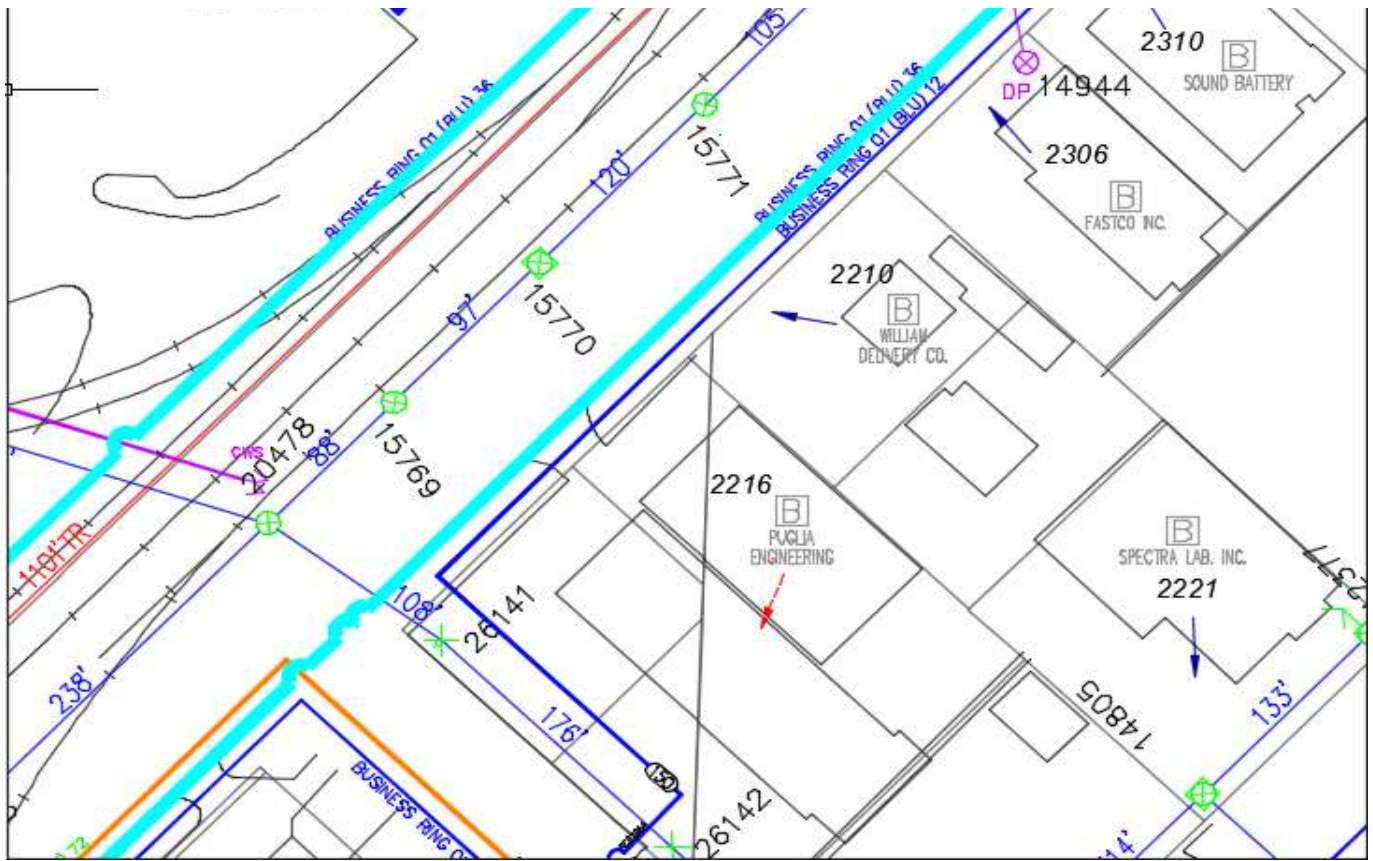 105'
2310
B
SOUND BATTERY
DP 14944
BUSINESS RING 01 (BLU) 36
15771
2306
120'
BUSINESS RING 01 (BLU) 36
BUSINESS RING 01 (BLU) 12
B
FASTCO INC.
2210
B
WILLIAM
DELIVERY CO.
97'
15770
CWS
20478
88'
15769
2216
B
PUGLIA
ENGINEERING
B
SPECTRA LAB. INC.
2221
1101'TR
108'
26141
238'
176'
14805
133'
150
BUSINESS RING
26142
72